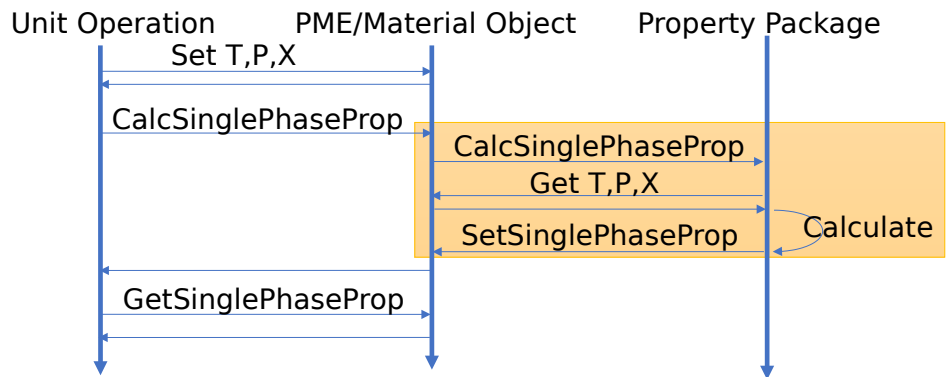 Unit Operation PME/Material Object Property Package
Set T,P,X
CalcSinglePhaseProp
CalcSinglePhaseProp
Get T,P,X
Calculate
SetSinglePhaseProp
GetSinglePhaseProp